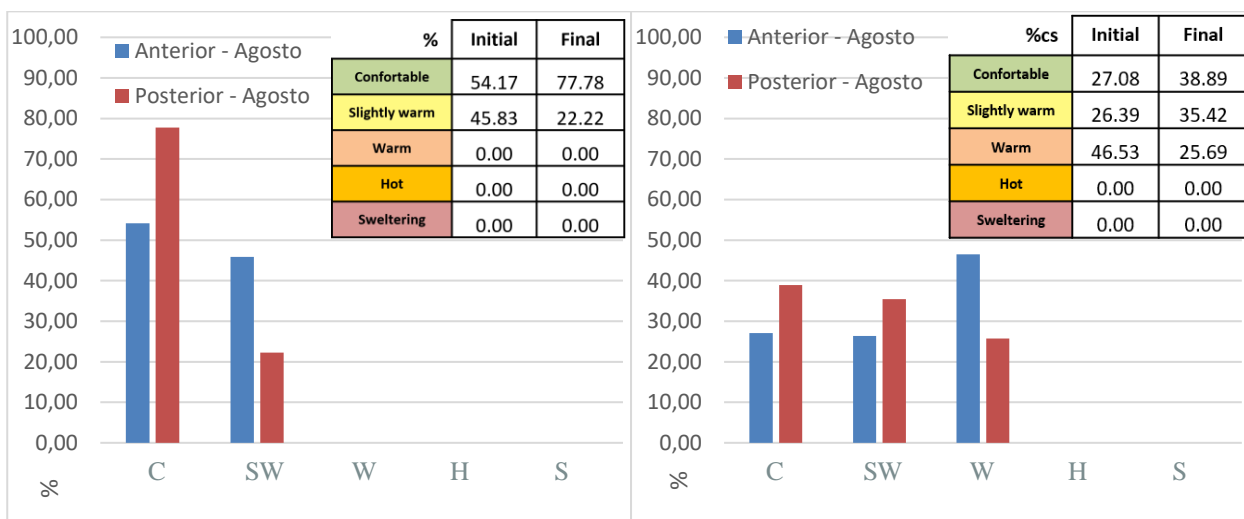 100,00
90,00
80,00
70,00
60,00
50,00
40,00
30,00
20,00
10,00
0,00
%
Anterior - Agosto
Posterior - Agosto
% Initial Final
Confortable 54.17 77.78
Slightly warm 45.83 22.22
Warm 0.00 0.00
Hot 0.00 0.00
Sweltering 0.00 0.00
C SW W H S
100,00
90,00
80,00
70,00
60,00
50,00
40,00
30,00
20,00
10,00
0,00
%
Anterior - Agosto
Posterior - Agosto
%cs Initial Final
Confortable 27.08 38.89
Slightly warm 26.39 35.42
Warm 46.53 25.69
Hot 0.00 0.00
Sweltering 0.00 0.00
C SW W H S